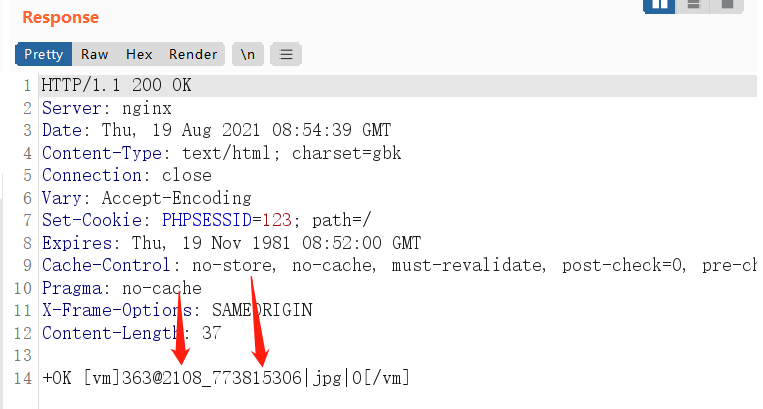 Response
Pretty Raw Hex Render \n
1 HTTP/1.1 200 OK
2 Server: nginx
3 Date: Thu, 19 Aug 2021 08:54:39 GMT
4 Content-Type: text/html; charset=gbk
5 Connection: close
6 Vary: Accept-Encoding
7 Set-Cookie: PHPSESSID=123; path=/
8 Expires: Thu, 19 Nov 1981 08:52:00 GMT
9 Cache-Control: no-store, no-cache, must-revalidate, post-check=0, pre-ch
10 Pragma: no-cache
11 X-Frame-Options: SAMEORIGIN
12 Content-Length: 37
13
14 +OK [vm]363@2108_773815306|jpg|0[/vm]